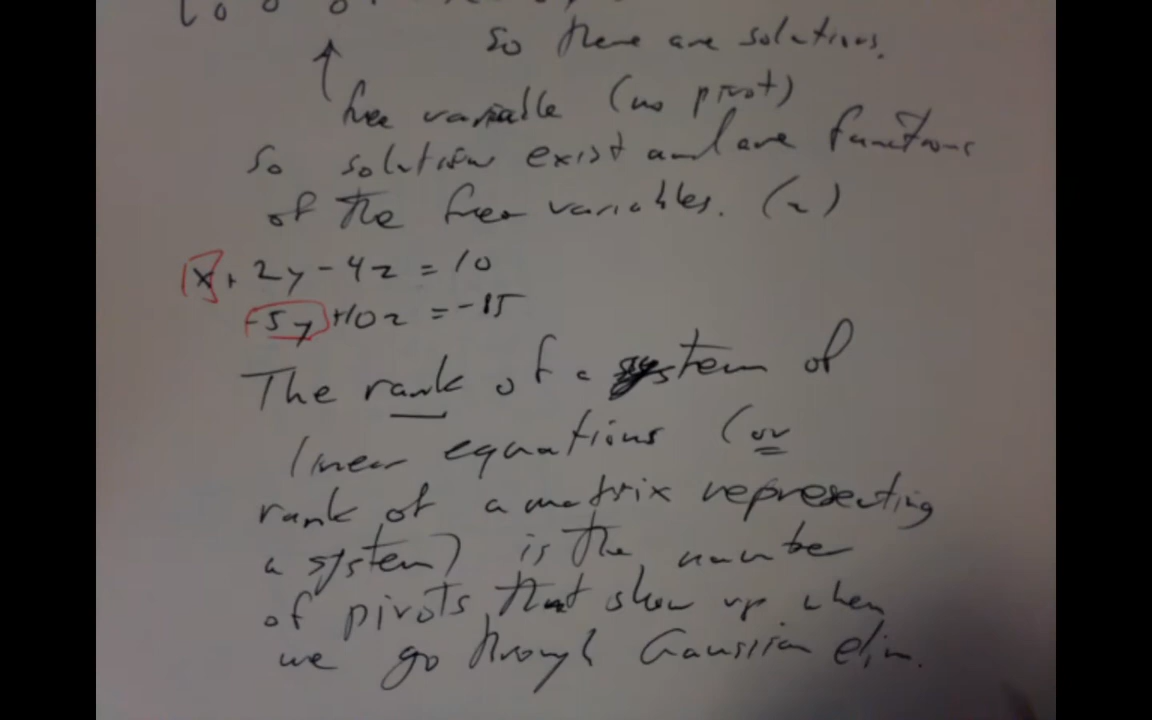 so there are solutions.
free variable (no pivot)
so solution exist and are functions
of the free variables. (z)
x + 2y - 4z = 10
-5y + 10z = -15
The rank of a system of
linear equations (or
rank of a matrix representing
a system) is the number
of pivots that show up when
we go through Gaussian elim.